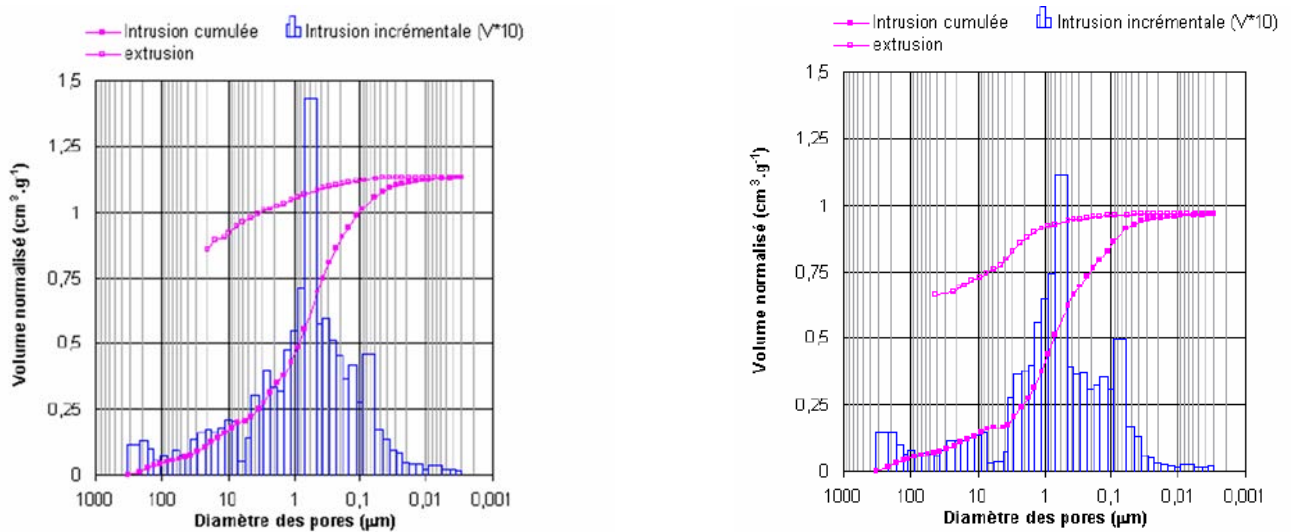 Intrusion cumulée Intrusion incrémentale (V*10)
extrusion
Volume normalisé (cm³.g⁻¹)
1,5
1,25
1
0,75
0,5
0,25
0
1000 100 10 1 0,1 0,01 0,001
Diamètre des pores (µm)
Intrusion cumulée Intrusion incrémentale (V*10)
extrusion
Volume normalisé (cm³.g⁻¹)
1,5
1,25
1
0,75
0,5
0,25
0
1000 100 10 1 0,1 0,01 0,001
Diamètre des pores (µm)